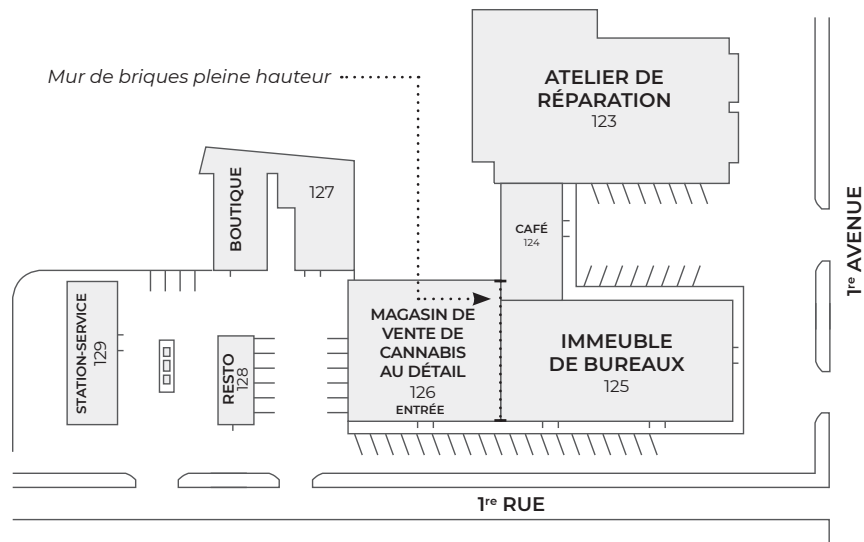 Mur de briques pleine hauteur
ATELIER DE
RÉPARATION
123
BOUTIQUE
127
CAFÉ
124
1re AVENUE
STATION-SERVICE
129
RESTO
128
MAGASIN DE
VENTE DE
CANNABIS
AU DÉTAIL
126
ENTRÉE
IMMEUBLE
DE BUREAUX
125
1re RUE